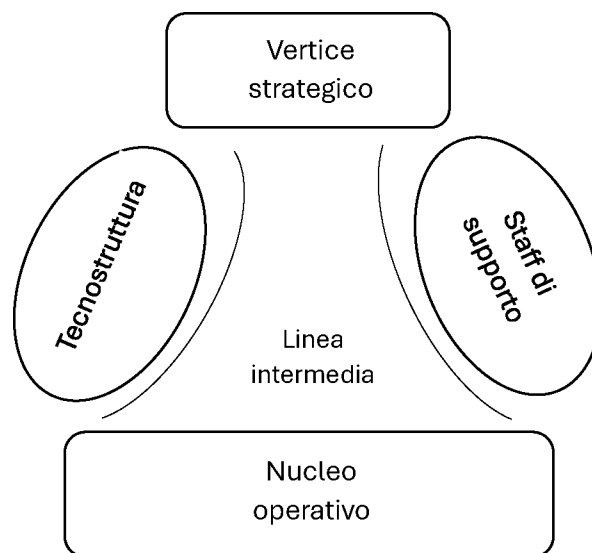 Vertice
strategico
Tecnostruttura
Staff di
supporto
Linea
intermedia
Nucleo
operativo